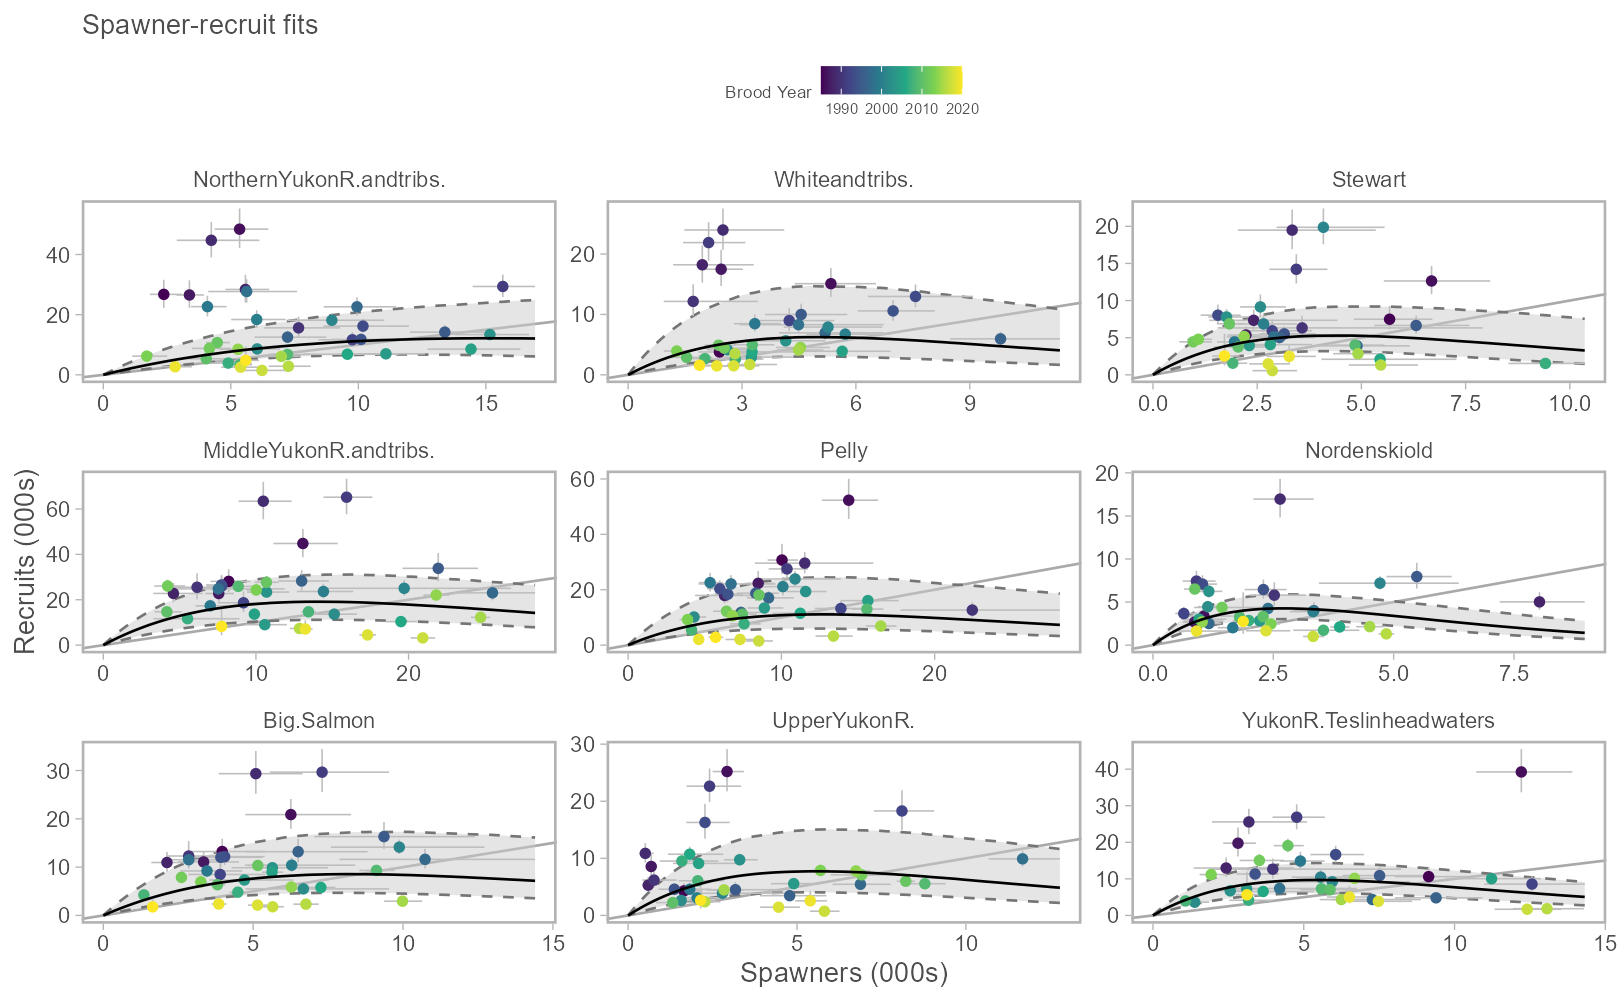 Spawner-recruit fits
Brood Year
1990 2000 2010 2020
NorthernYukonR.andtribs.
Whiteandtribs.
Stewart
40
20
0
0 5 10 15
20
10
0
0 3 6 9
20
15
10
5
0
0.0 2.5 5.0 7.5 10.0
MiddleYukonR.andtribs.
Pelly
Nordenskiold
Recruits (000s)
60
40
20
0
0 10 20
60
40
20
0
0 10 20
20
15
10
5
0
0.0 2.5 5.0 7.5
Big.Salmon
UpperYukonR.
YukonR.Teslinheadwaters
30
20
10
0
0 5 10 15
30
20
10
0
0 5 10
40
30
20
10
0
0 5 10 15
Spawners (000s)